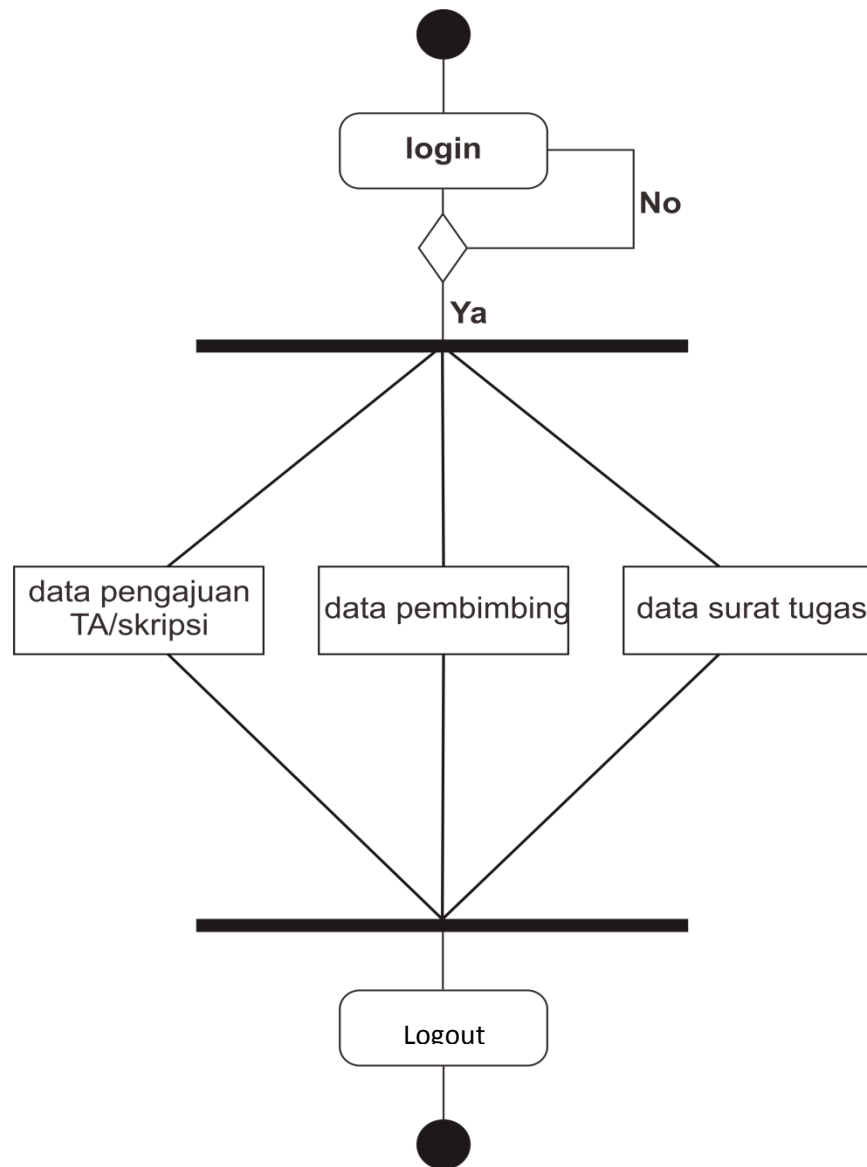 login
No
Ya
data pengajuan
TA/skripsi
data pembimbing
data surat tugas
Logout